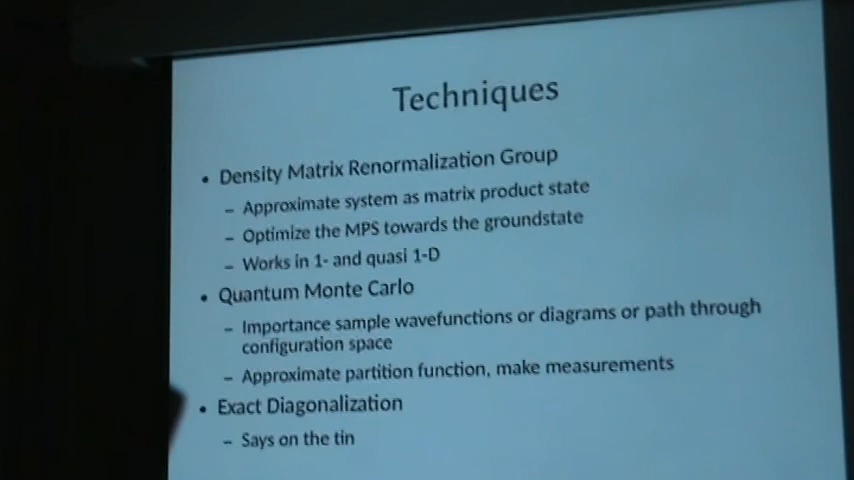 Techniques
• Density Matrix Renormalization Group
– Approximate system as matrix product state
– Optimize the MPS towards the groundstate
– Works in 1- and quasi 1-D
• Quantum Monte Carlo
– Importance sample wavefunctions or diagrams or path through
configuration space
– Approximate partition function, make measurements
• Exact Diagonalization
– Says on the tin